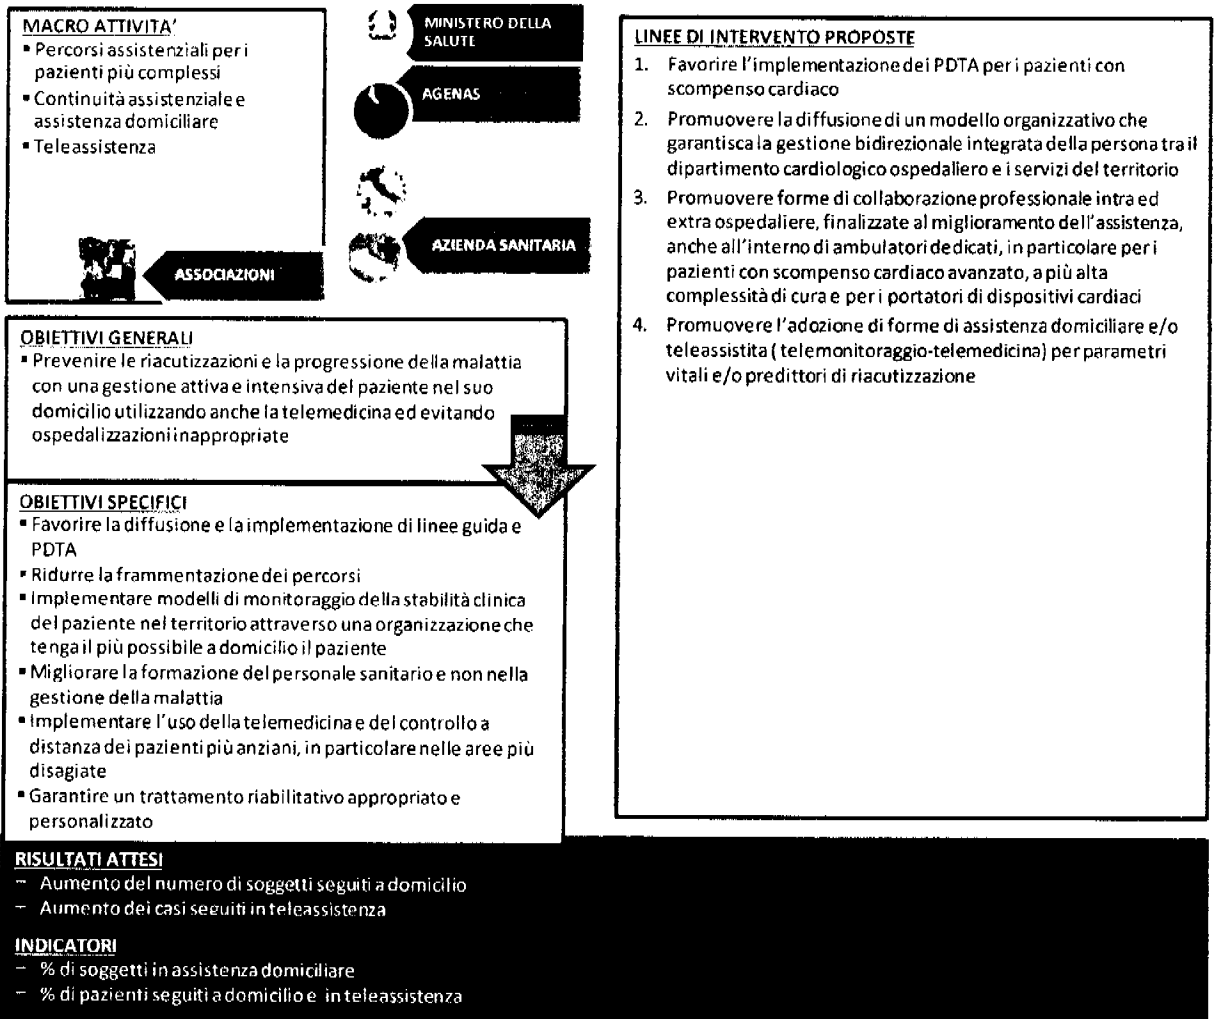 MACRO ATTIVITA'
▪ Percorsi assistenziali per i
pazienti più complessi
▪ Continuità assistenziale e
assistenza domiciliare
▪ Teleassistenza
MINISTERO DELLA
SALUTE
AGENAS
AZIENDA SANITARIA
ASSOCIAZIONI
OBIETTIVI GENERALI
▪ Prevenire le riacutizzazioni e la progressione della malattia
con una gestione attiva e intensiva del paziente nel suo
domicilio utilizzando anche la telemedicina ed evitando
ospedalizzazioni inappropriate
OBIETTIVI SPECIFICI
▪ Favorire la diffusione e la implementazione di linee guida e
PDTA
▪ Ridurre la frammentazione dei percorsi
▪ Implementare modelli di monitoraggio della stabilità clinica
del paziente nel territorio attraverso una organizzazione che
tenga il più possibile a domicilio il paziente
▪ Migliorare la formazione del personale sanitario e non nella
gestione della malattia
▪ Implementare l'uso della telemedicina e del controllo a
distanza dei pazienti più anziani, in particolare nelle aree più
disagiate
▪ Garantire un trattamento riabilitativo appropriato e
personalizzato
LINEE DI INTERVENTO PROPOSTE
1. Favorire l'implementazione dei PDTA per i pazienti con
scompenso cardiaco
2. Promuovere la diffusione di un modello organizzativo che
garantisca la gestione bidirezionale integrata della persona tra il
dipartimento cardiologico ospedaliero e i servizi del territorio
3. Promuovere forme di collaborazione professionale intra ed
extra ospedaliere, finalizzate al miglioramento dell'assistenza,
anche all'interno di ambulatori dedicati, in particolare per i
pazienti con scompenso cardiaco avanzato, a più alta
complessità di cura e per i portatori di dispositivi cardiaci
4. Promuovere l'adozione di forme di assistenza domiciliare e/o
teleassistita ( telemonitoraggio-telemedicina) per parametri
vitali e/o predittori di riacutizzazione
RISULTATI ATTESI
– Aumento del numero di soggetti seguiti a domicilio
– Aumento dei casi seguiti in teleassistenza
INDICATORI
– % di soggetti in assistenza domiciliare
– % di pazienti seguiti a domicilio e in teleassistenza